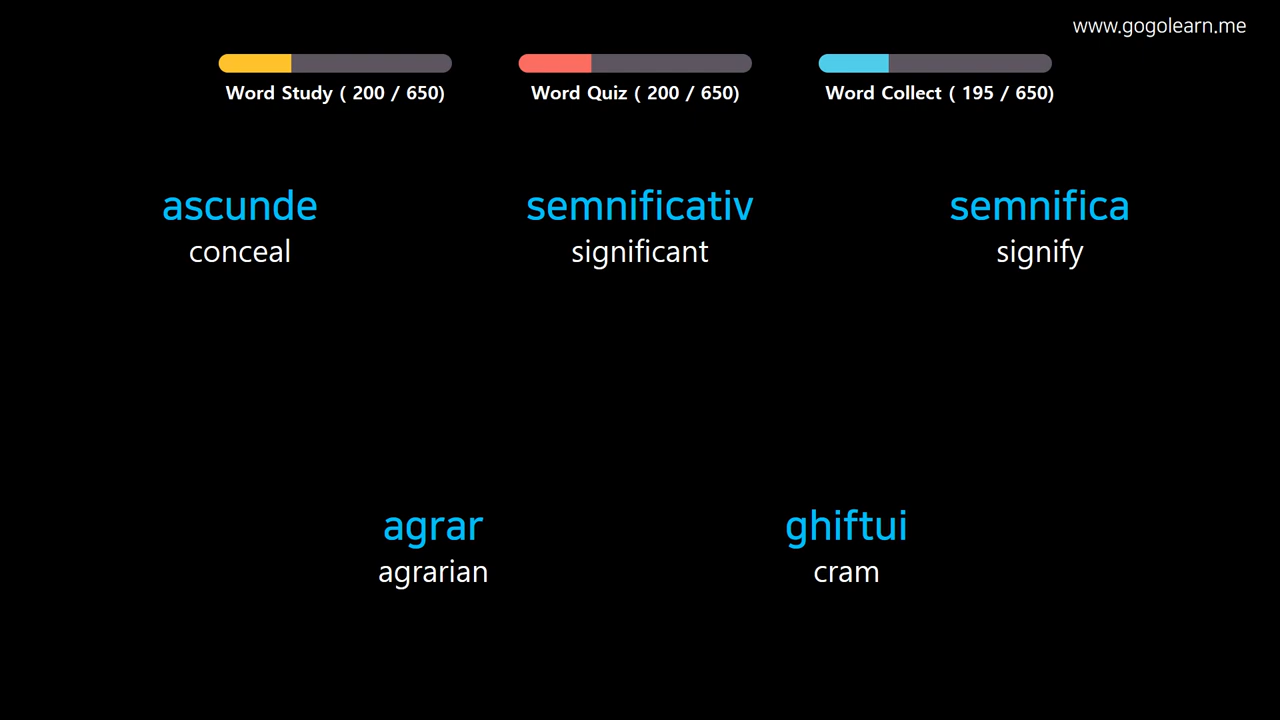 www.gogolearn.me
Word Study ( 200 / 650) Word Quiz ( 200 / 650) Word Collect ( 195 / 650)
ascunde semnificativ semnifica
conceal significant signify
agrar ghiftui
agrarian cram